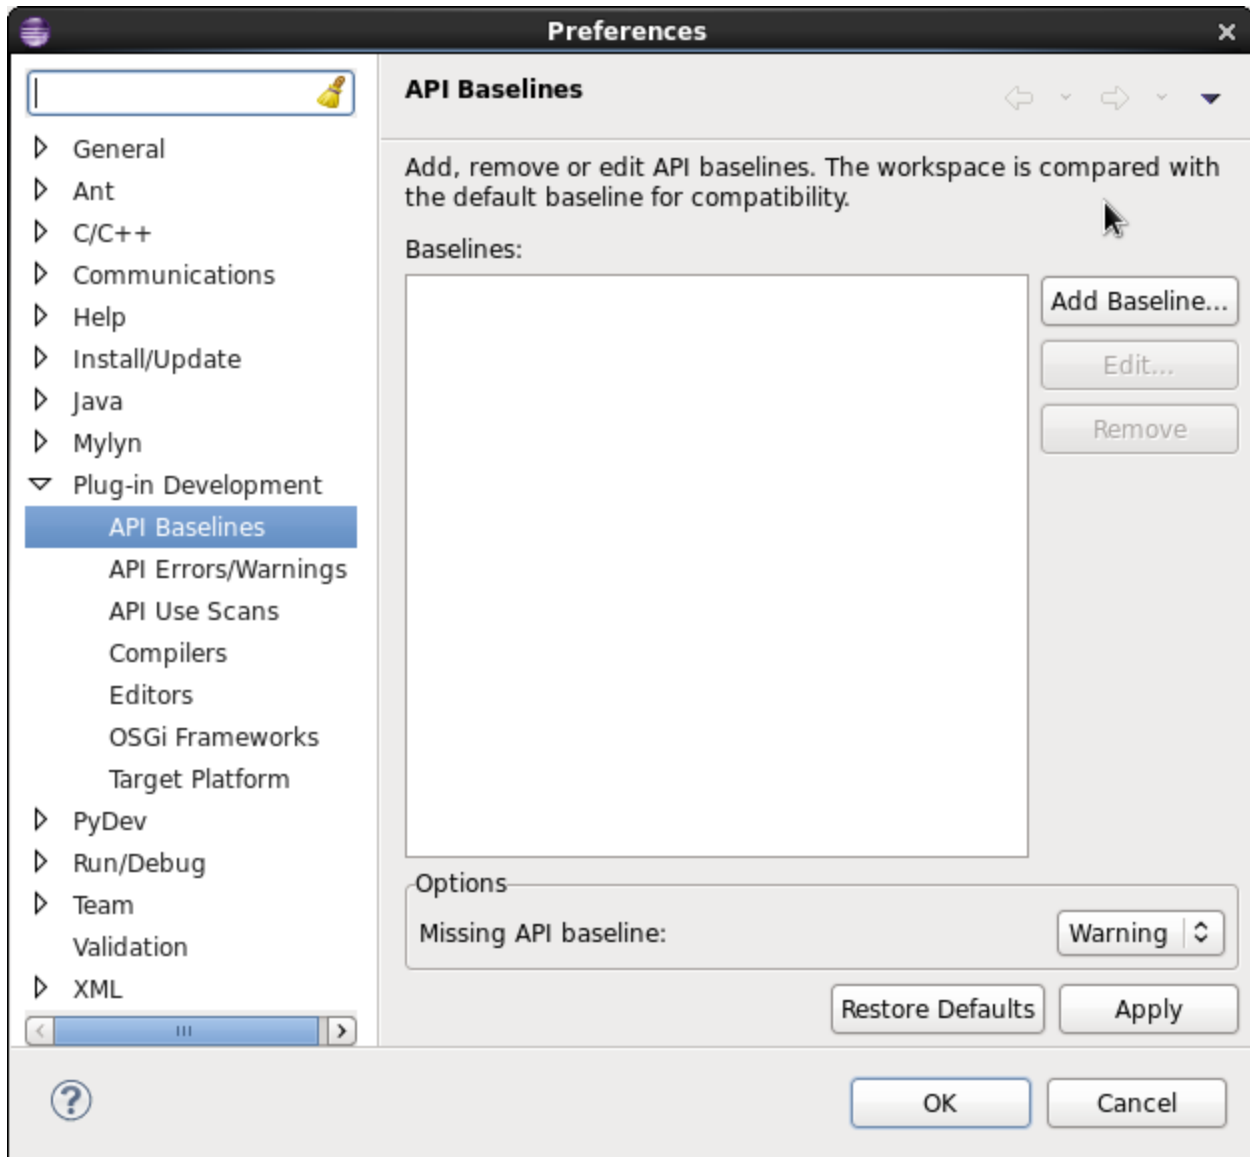 Preferences
General
Ant
C/C++
Communications
Help
Install/Update
Java
Mylyn
Plug-in Development
API Baselines
API Errors/Warnings
API Use Scans
Compilers
Editors
OSGi Frameworks
Target Platform
PyDev
Run/Debug
Team
Validation
XML
API Baselines
Add, remove or edit API baselines. The workspace is compared with
the default baseline for compatibility.
Baselines:
Add Baseline...
Edit...
Remove
Options
Missing API baseline:
Warning
Restore Defaults
Apply
?
OK
Cancel